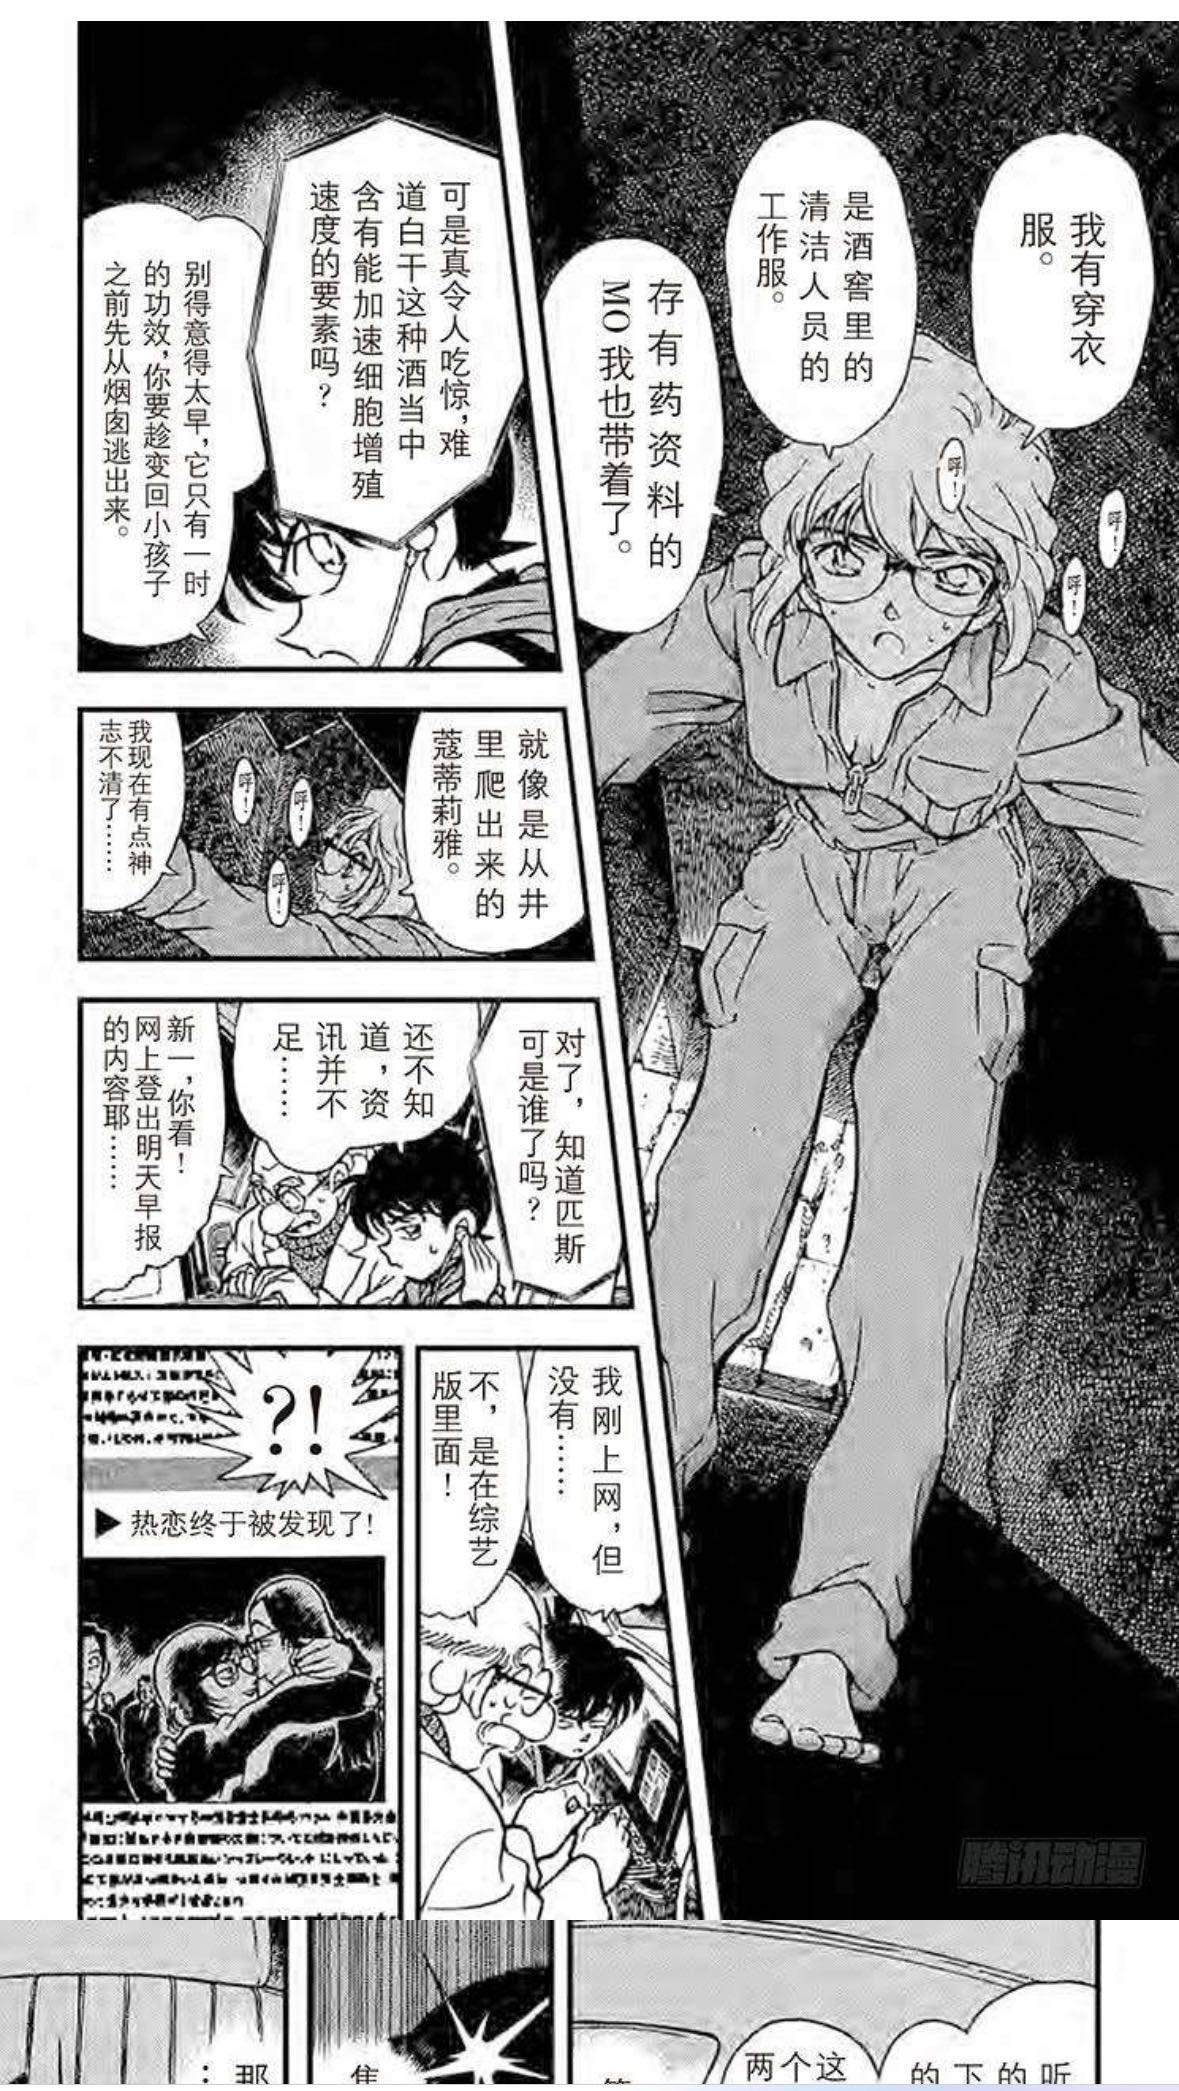 我有穿衣
服。
是酒窖里的
清洁人员的
工作服。
存有药资料的
MO我也带着了。
呼!
呼!
呼!
可是真令人吃惊,难
道白干这种酒当中
含有能加速细胞增殖
速度的要素吗?
别得意得太早,它只有一时
的功效,你要趁变回小孩子
之前先从烟囱逃出来。
就像是从井
里爬出来的
蔻蒂莉雅。
呼!
呼!
呼!
我现在有点神
志不清了……
对了,知道匹斯
可是谁了吗?
还不知
道,资
讯并不
足……
新一,你看!
网上登出明天早报
的内容耶……
我刚上网,但
没有……
不,是在综艺
版里面!
?!
▶热恋终于被发现了!
腾讯动漫
听
的
下
的
两个这
焦
那